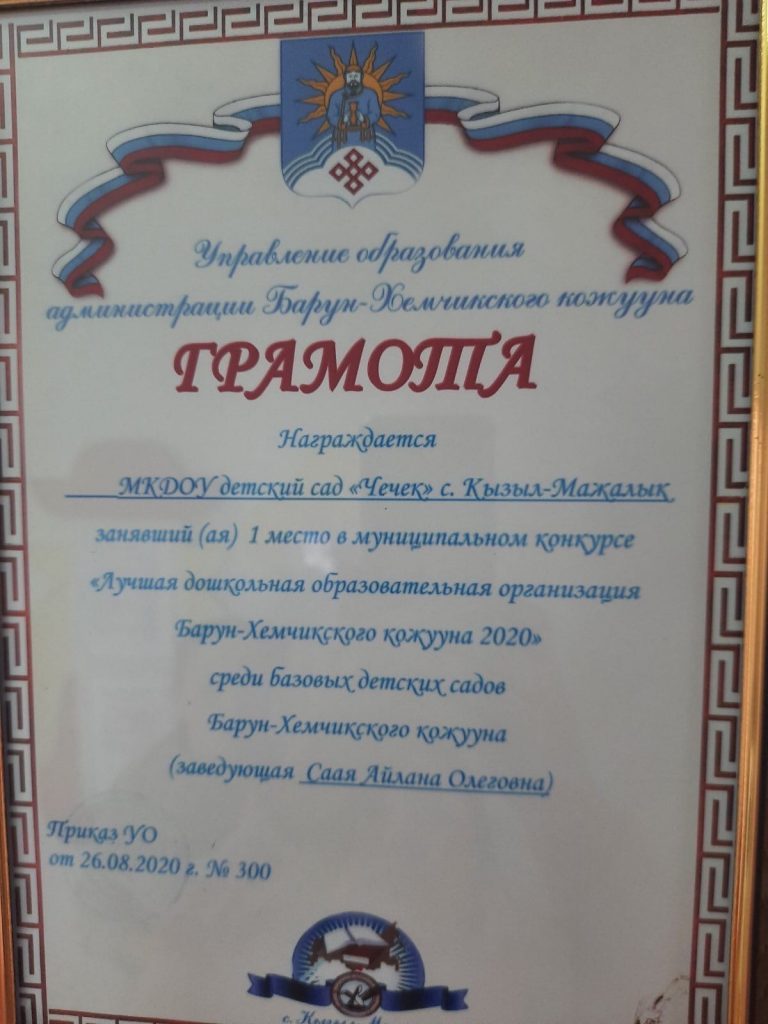 Управление образования
администрации Барун-Хемчикского кожууна
ГРАМОТА
Награждается
МКДОУ детский сад «Чечек» с. Кызыл-Мажалык
занявший (ая) 1 место в муниципальном конкурсе
«Лучшая дошкольная образовательная организация
Барун-Хемчикского кожууна 2020»
среди базовых детских садов
Барун-Хемчикского кожууна
(заведующая Саая Айлана Олеговна)
Приказ УО
от 26.08.2020 г. № 300
с.